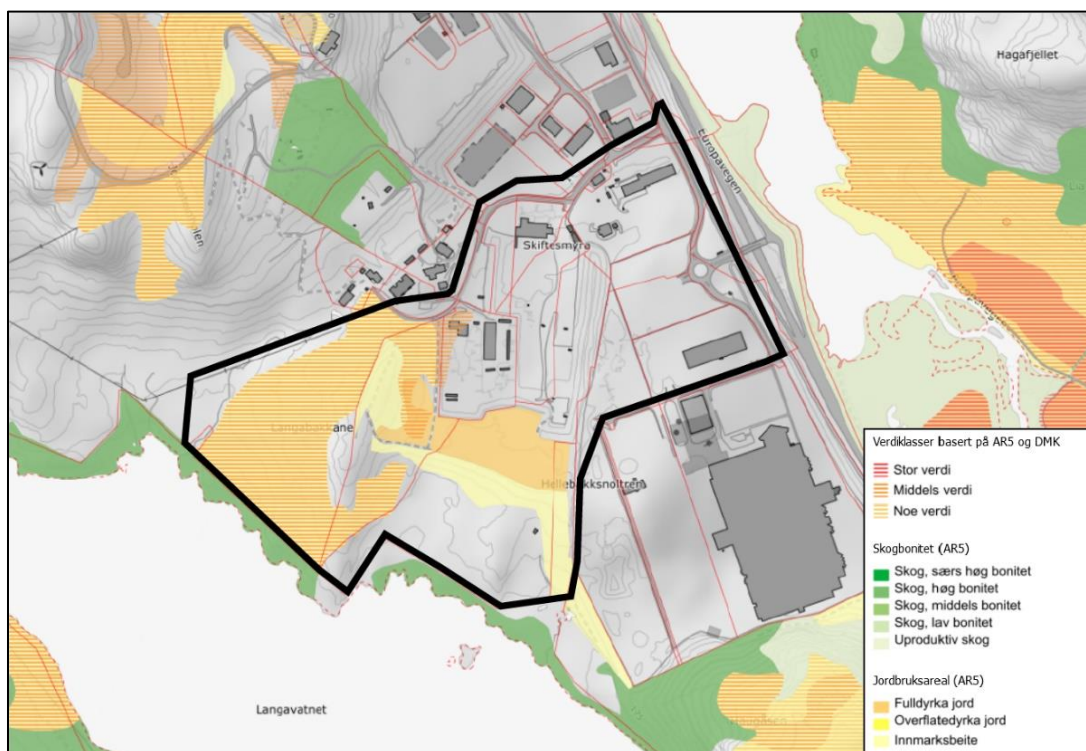 Hagafjellet
Europavegen
Skiftesmyra
Langabakkane
Hellebakksnoltren
Langavatnet
Verdiklasser basert på AR5 og DMK
Stor verdi
Middels verdi
Noe verdi
Skogbonitet (AR5)
Skog, særs høg bonitet
Skog, høg bonitet
Skog, middels bonitet
Skog, lav bonitet
Uproduktiv skog
Jordbruksareal (AR5)
Fulldyrka jord
Overflatedyrka jord
Innmarksbeite